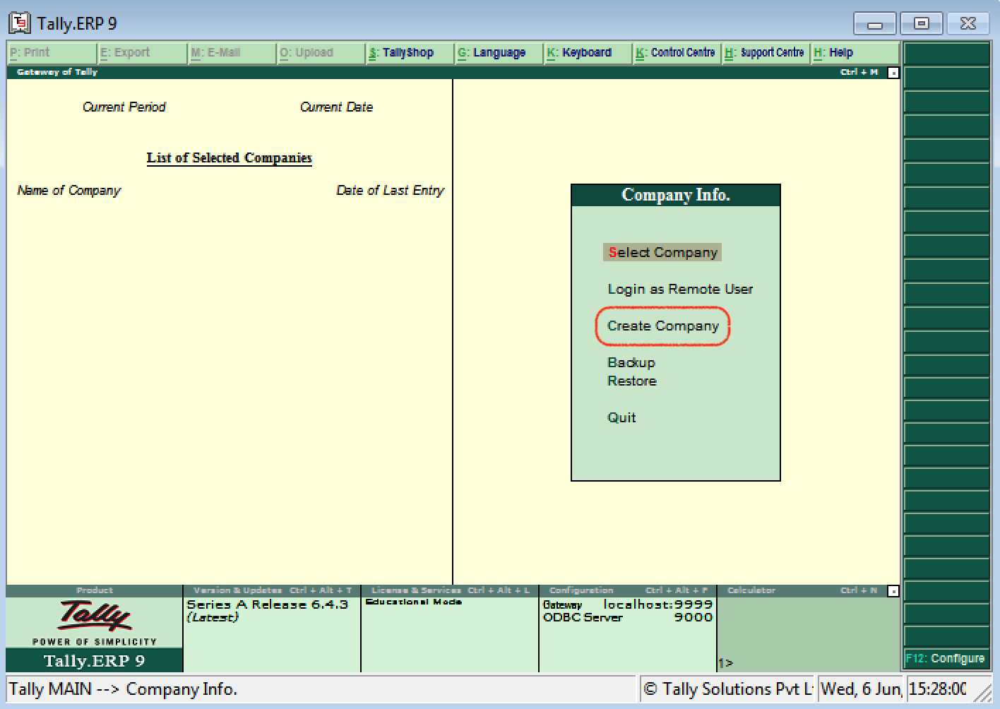 Tally.ERP 9
P: Print E: Export M: E-Mail O: Upload S: TallyShop G: Language K: Keyboard K: Control Centre H: Support Centre H: Help
Gateway of Tally Ctrl + M
Current Period Current Date
List of Selected Companies
Name of Company Date of Last Entry
Company Info.
Select Company
Login as Remote User
Create Company
Backup
Restore
Quit
Product
Tally
POWER OF SIMPLICITY
Tally.ERP 9
Version & Updates Ctrl + Alt + T
Series A Release 6.4.3
(Latest)
License & Services Ctrl + Alt + L
Educational Mode
Configuration Ctrl + Alt + F
Gateway localhost:9999
ODBC Server 9000
Calculator Ctrl + N
1>
F12: Configure
Tally MAIN --> Company Info. © Tally Solutions Pvt Lt Wed, 6 Jun, 15:28:00